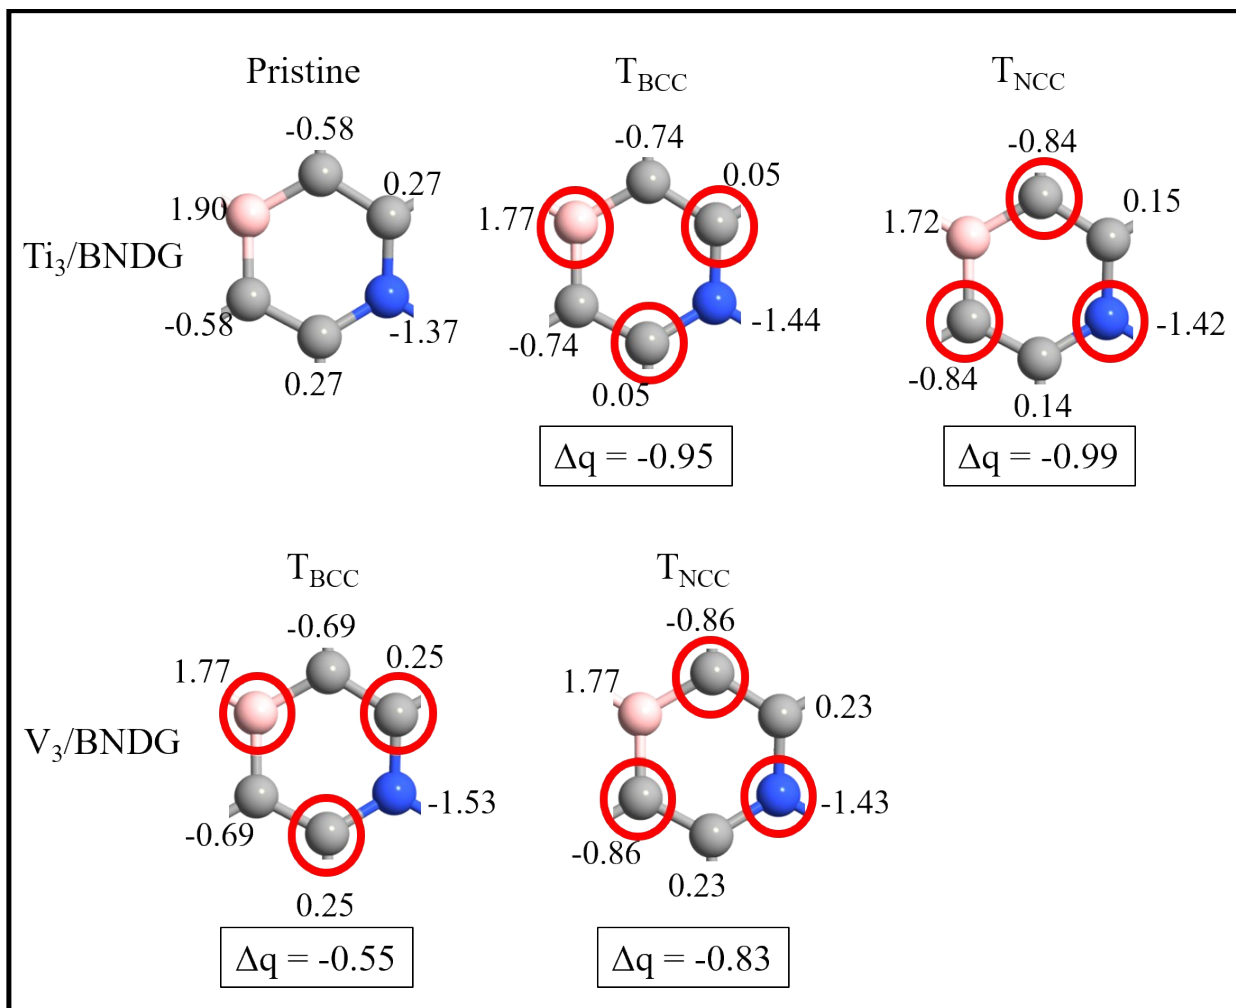 Pristine
T_BCC
T_NCC
-0.58
-0.74
-0.84
0.27
0.05
0.15
1.90
1.77
1.72
Ti₃/BNDG
-0.58
-1.37
-0.74
-1.44
-0.84
-1.42
0.27
0.05
0.14
Δq = -0.95
Δq = -0.99
T_BCC
T_NCC
-0.69
-0.86
1.77
0.25
1.77
0.23
V₃/BNDG
-0.69
-1.53
-0.86
-1.43
0.25
0.23
Δq = -0.55
Δq = -0.83